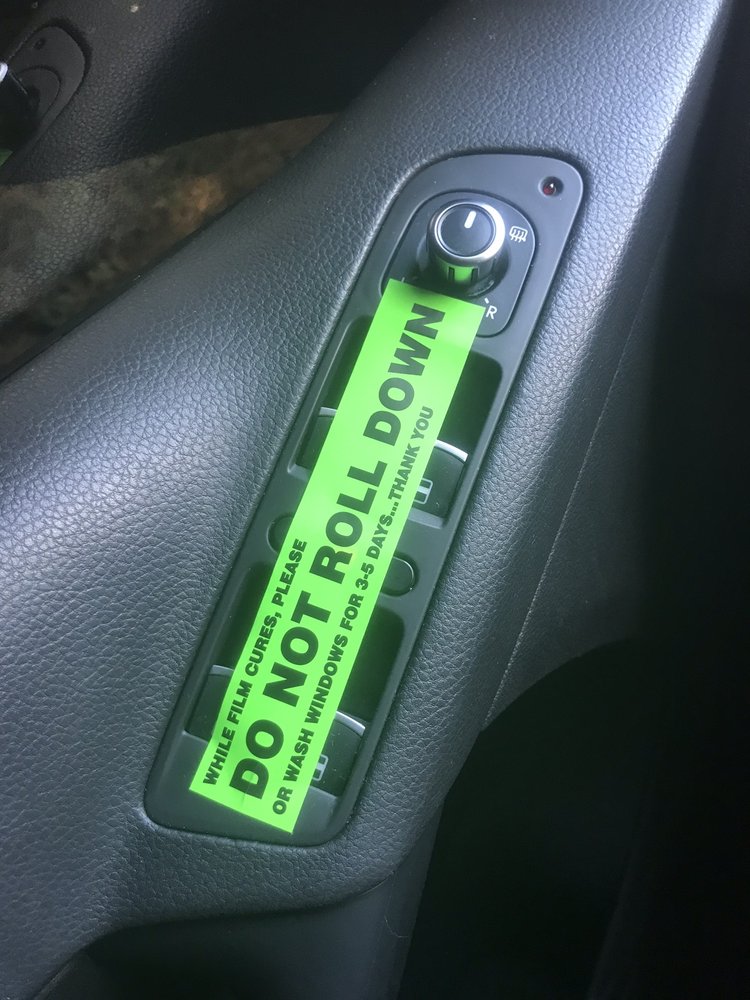 R
WHILE FILM CURES, PLEASE
DO NOT ROLL DOWN
OR WASH WINDOWS FOR 3-5 DAYS...THANK YOU